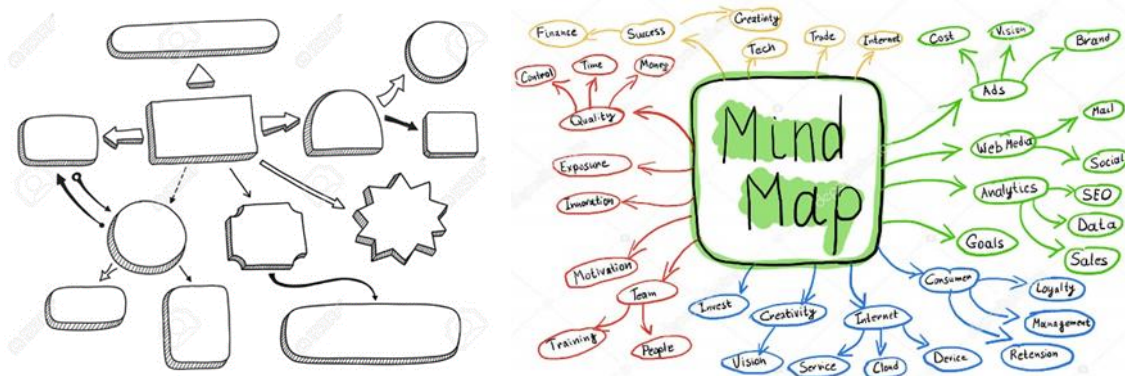 Creativity
Finance
Success
Tech
Trade
Internet
Cost
Vision
Brand
Control
Time
Money
Ads
Quality
Mind
Map
Mail
Web Media
Social
Exposure
Analytics
SEO
Innovation
Data
Goals
Sales
Motivation
Team
Consumer
Loyalty
Invest
Creativity
Internet
Management
Training
People
Vision
Service
Cloud
Device
Retension